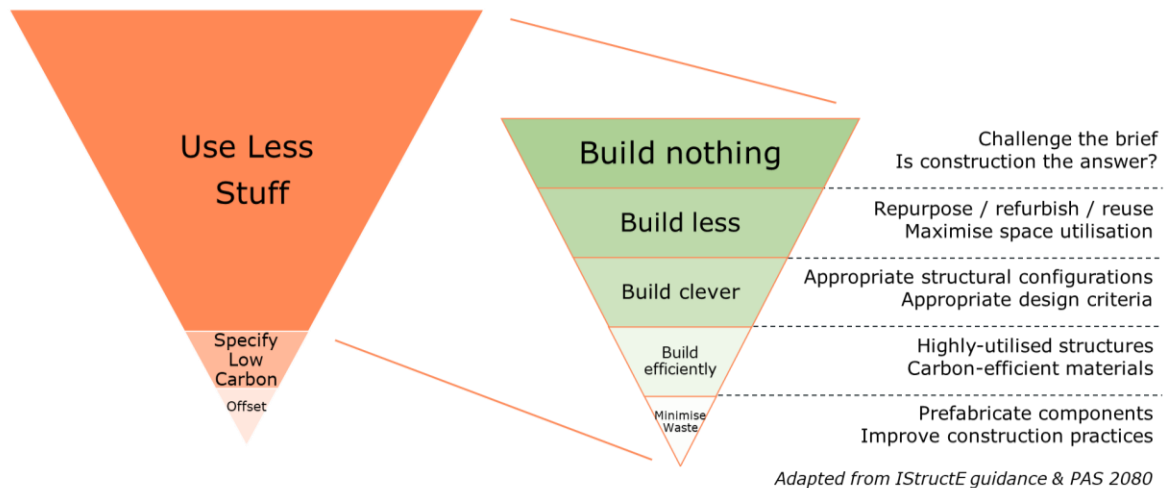 Use Less
Stuff
Specify
Low
Carbon
Offset
Build nothing
Challenge the brief
Is construction the answer?
Build less
Repurpose / refurbish / reuse
Maximise space utilisation
Build clever
Appropriate structural configurations
Appropriate design criteria
Build
efficiently
Highly-utilised structures
Carbon-efficient materials
Minimise
Waste
Prefabricate components
Improve construction practices
Adapted from IStructE guidance & PAS 2080